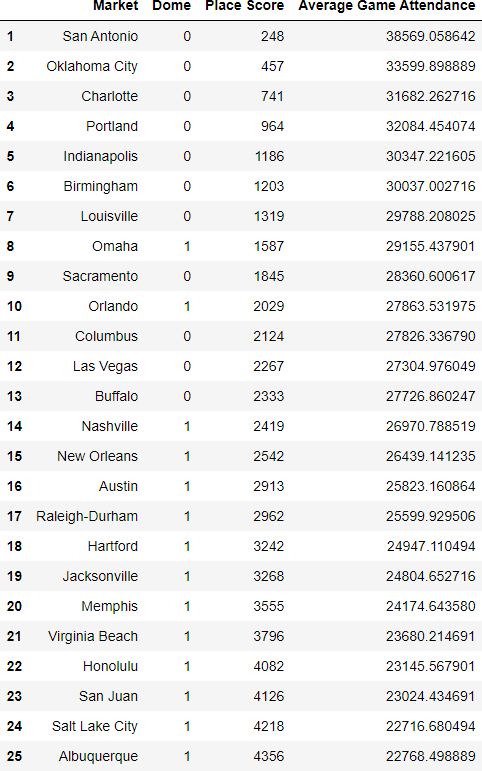 Market Dome Place Score Average Game Attendance
1 San Antonio 0 248 38569.058642
2 Oklahoma City 0 457 33599.898889
3 Charlotte 0 741 31682.262716
4 Portland 0 964 32084.454074
5 Indianapolis 0 1186 30347.221605
6 Birmingham 0 1203 30037.002716
7 Louisville 0 1319 29788.208025
8 Omaha 1 1587 29155.437901
9 Sacramento 0 1845 28360.600617
10 Orlando 1 2029 27863.531975
11 Columbus 0 2124 27826.336790
12 Las Vegas 0 2267 27304.976049
13 Buffalo 0 2333 27726.860247
14 Nashville 1 2419 26970.788519
15 New Orleans 1 2542 26439.141235
16 Austin 1 2913 25823.160864
17 Raleigh-Durham 1 2962 25599.929506
18 Hartford 1 3242 24947.110494
19 Jacksonville 1 3268 24804.652716
20 Memphis 1 3555 24174.643580
21 Virginia Beach 1 3796 23680.214691
22 Honolulu 1 4082 23145.567901
23 San Juan 1 4126 23024.434691
24 Salt Lake City 1 4218 22716.680494
25 Albuquerque 1 4356 22768.498889